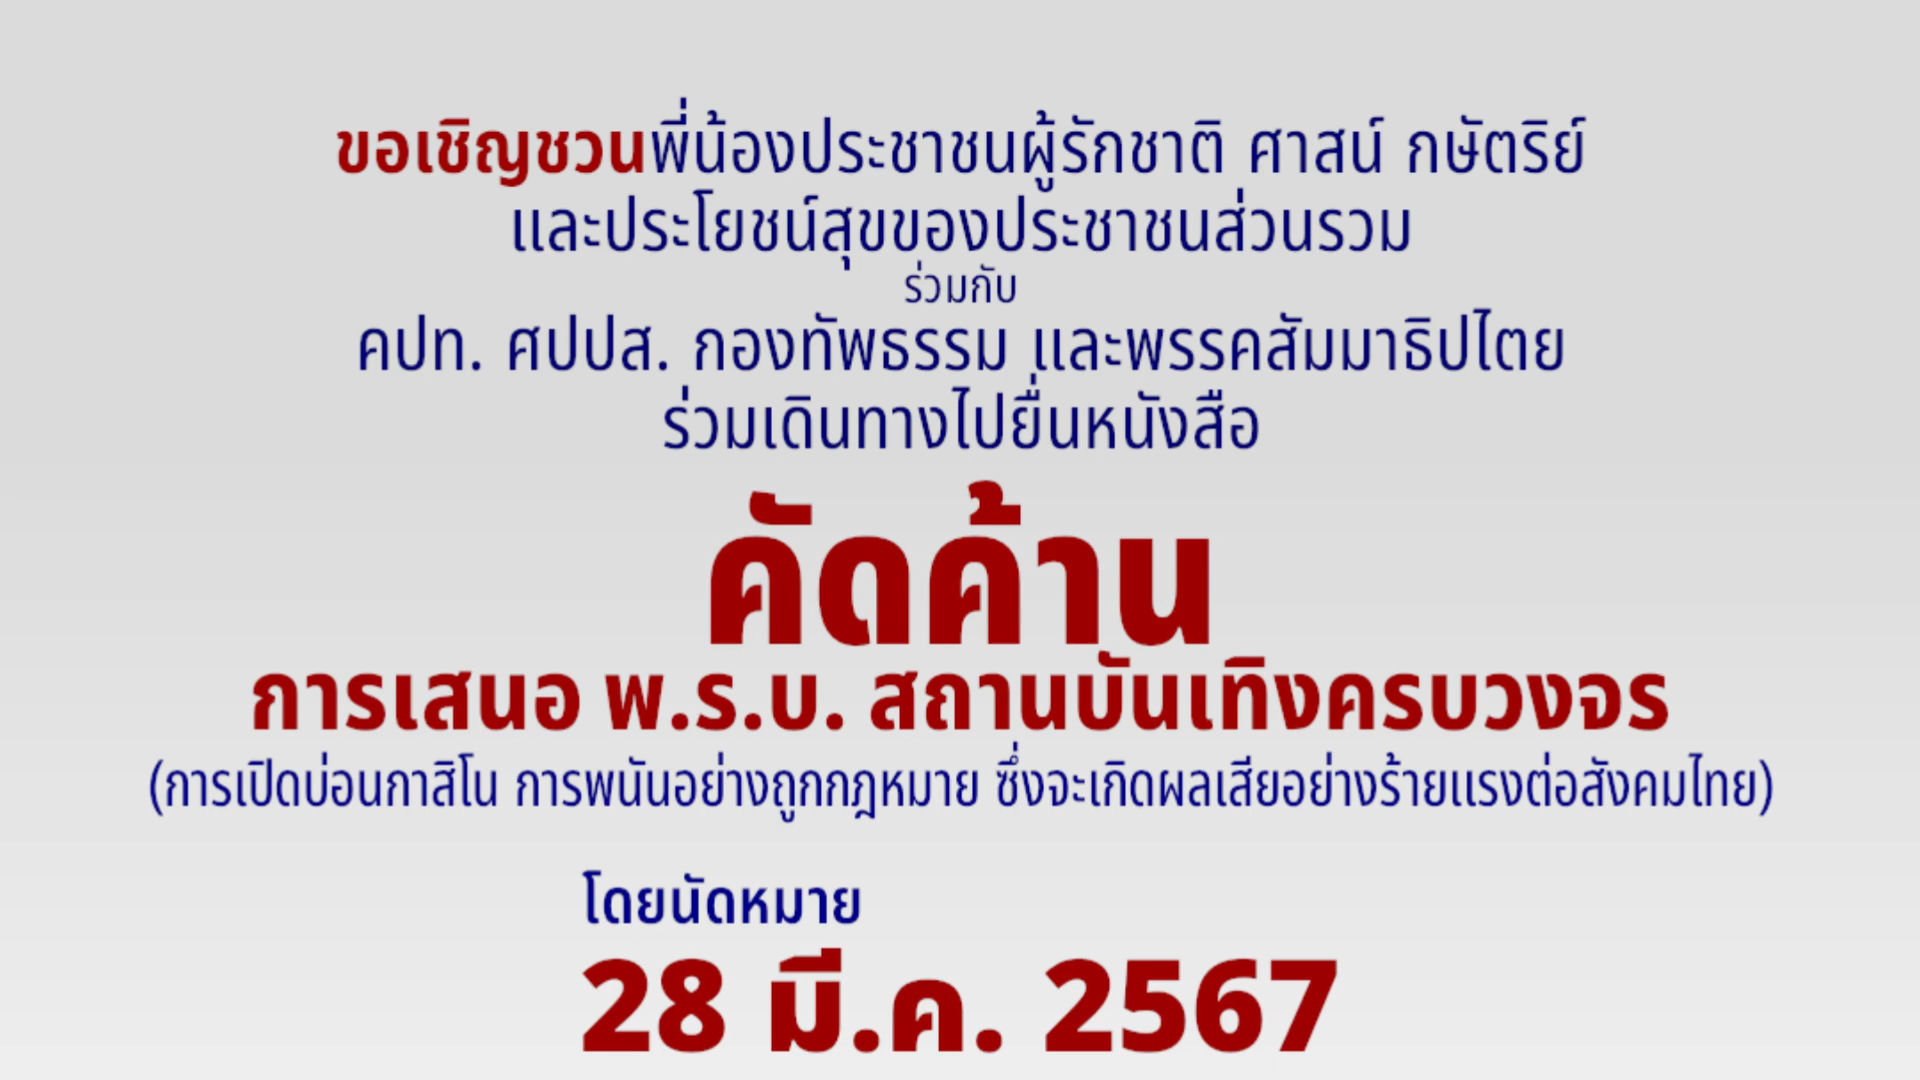 ขอเชิญชวนพี่น้องประชาชนผู้รักชาติ ศาสน์ กษัตริย์
และประโยชน์สุขของประชาชนส่วนรวม
ร่วมกับ
คปท. ศปปส. กองทัพธรรม และพรรคสัมมาธิปไตย
ร่วมเดินทางไปยื่นหนังสือ
คัดค้าน
การเสนอ พ.ร.บ. สถานบันเทิงครบวงจร
(การเปิดบ่อนกาสิโน การพนันอย่างถูกกฎหมาย ซึ่งจะเกิดผลเสียอย่างร้ายแรงต่อสังคมไทย)
โดยนัดหมาย
28 มี.ค. 2567